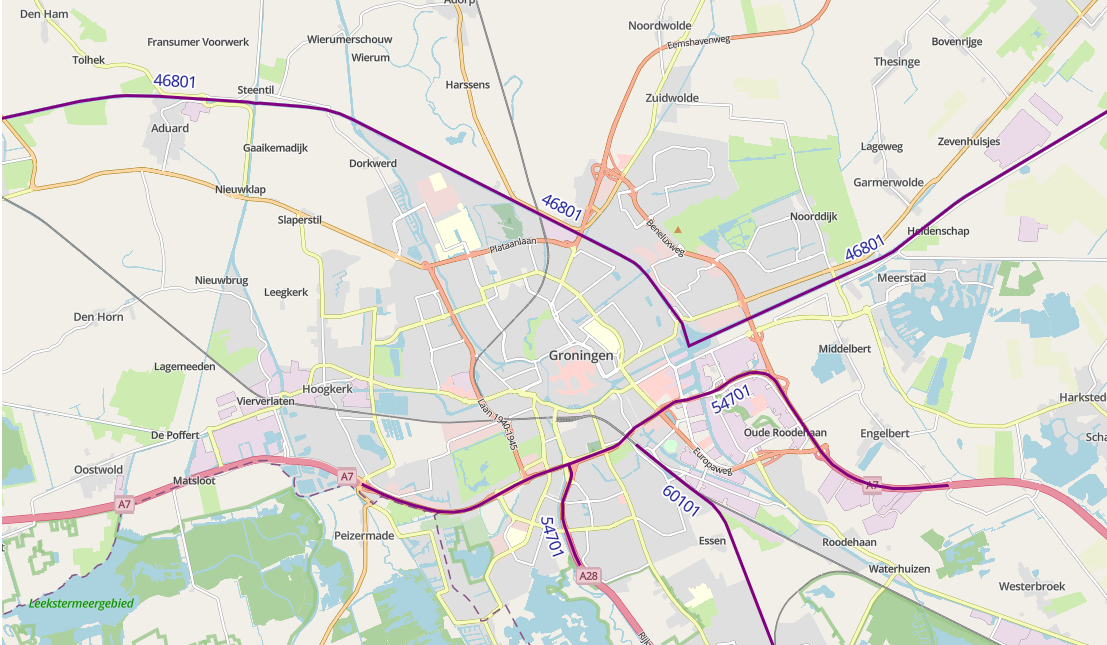 Adorp
Den Ham
Noordwolde
Fransumer Voorwerk
Wierumerschouw
Eemshavenweg
Bovenrijge
Tolhek
Wierum
Thesinge
46801
Steentil
Harssens
Zuidwolde
Aduard
Gaaikemadijk
Lageweg
Zevenhuisjes
Dorkwerd
Garmerwolde
Nieuwklap
46801
Slaperstil
Noorddijk
Beneluxweg
Heidenschap
Plataanlaan
46801
Nieuwbrug
Meerstad
Leegkerk
Den Horn
Groningen
Middelbert
Lagemeeden
Hoogkerk
Vierverlaten
54701
Harkstede
Laan 1940-1945
De Poffert
Oude Roodehaan
Engelbert
Oostwold
Europaweg
Matsloot
A7
A7
A7
60101
Peizermade
54701
Essen
Roodehaan
Waterhuizen
A28
Westerbroek
Leekstermeergebied